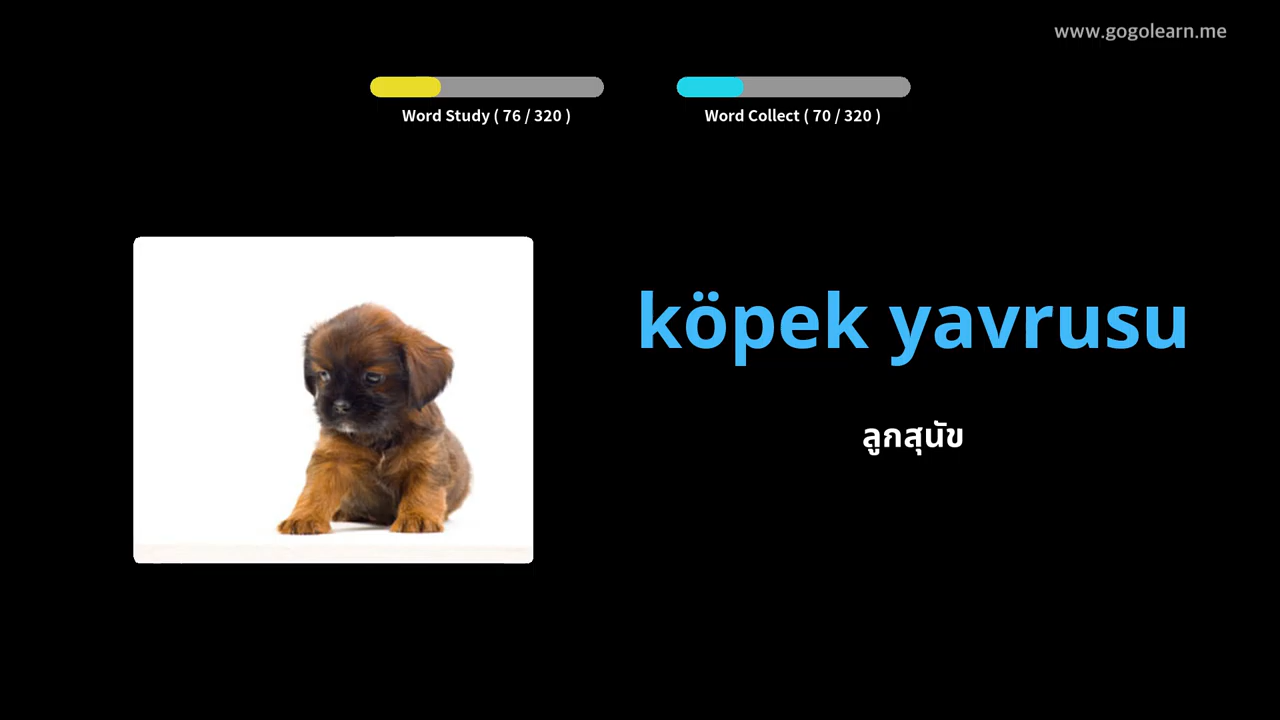 www.gogolearn.me
Word Study ( 76 / 320 )
Word Collect ( 70 / 320 )
köpek yavrusu
ลูกสุนัข